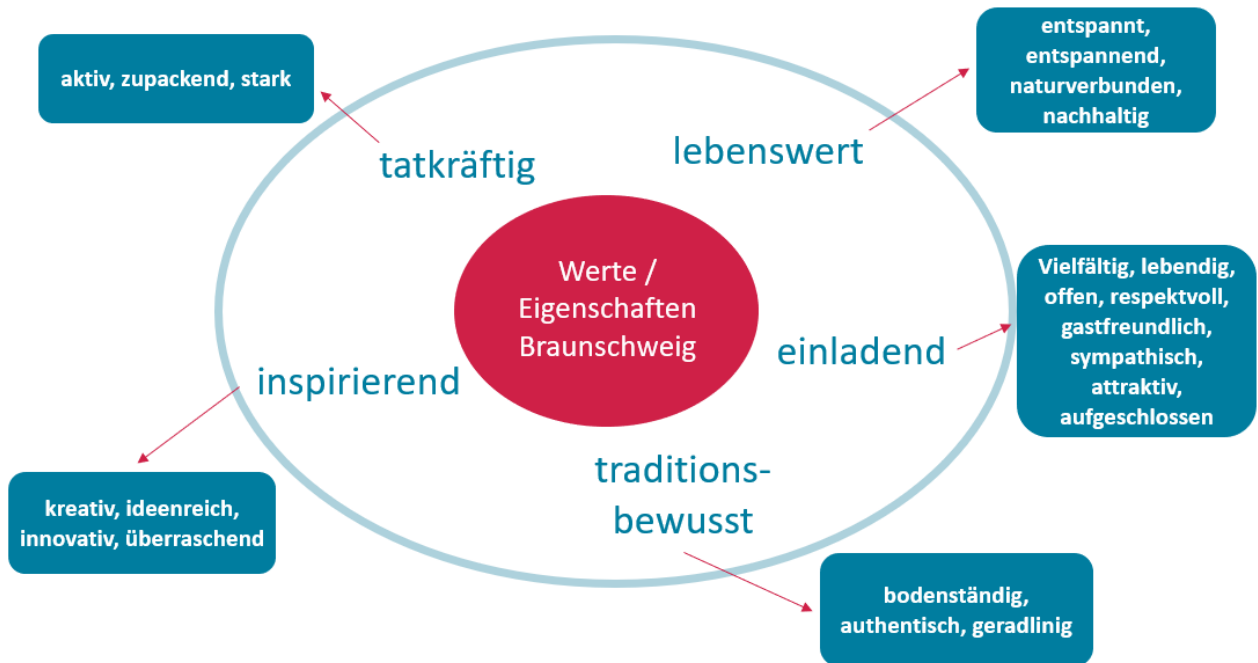 aktiv, zupackend, stark
entspannt,
entspannend,
naturverbunden,
nachhaltig
tatkräftig
lebenswert
Werte /
Eigenschaften
Braunschweig
Vielfältig, lebendig,
offen, respektvoll,
gastfreundlich,
sympathisch,
attraktiv,
aufgeschlossen
einladend
inspirierend
traditions-
bewusst
kreativ, ideenreich,
innovativ, überraschend
bodenständig,
authentisch, geradlinig